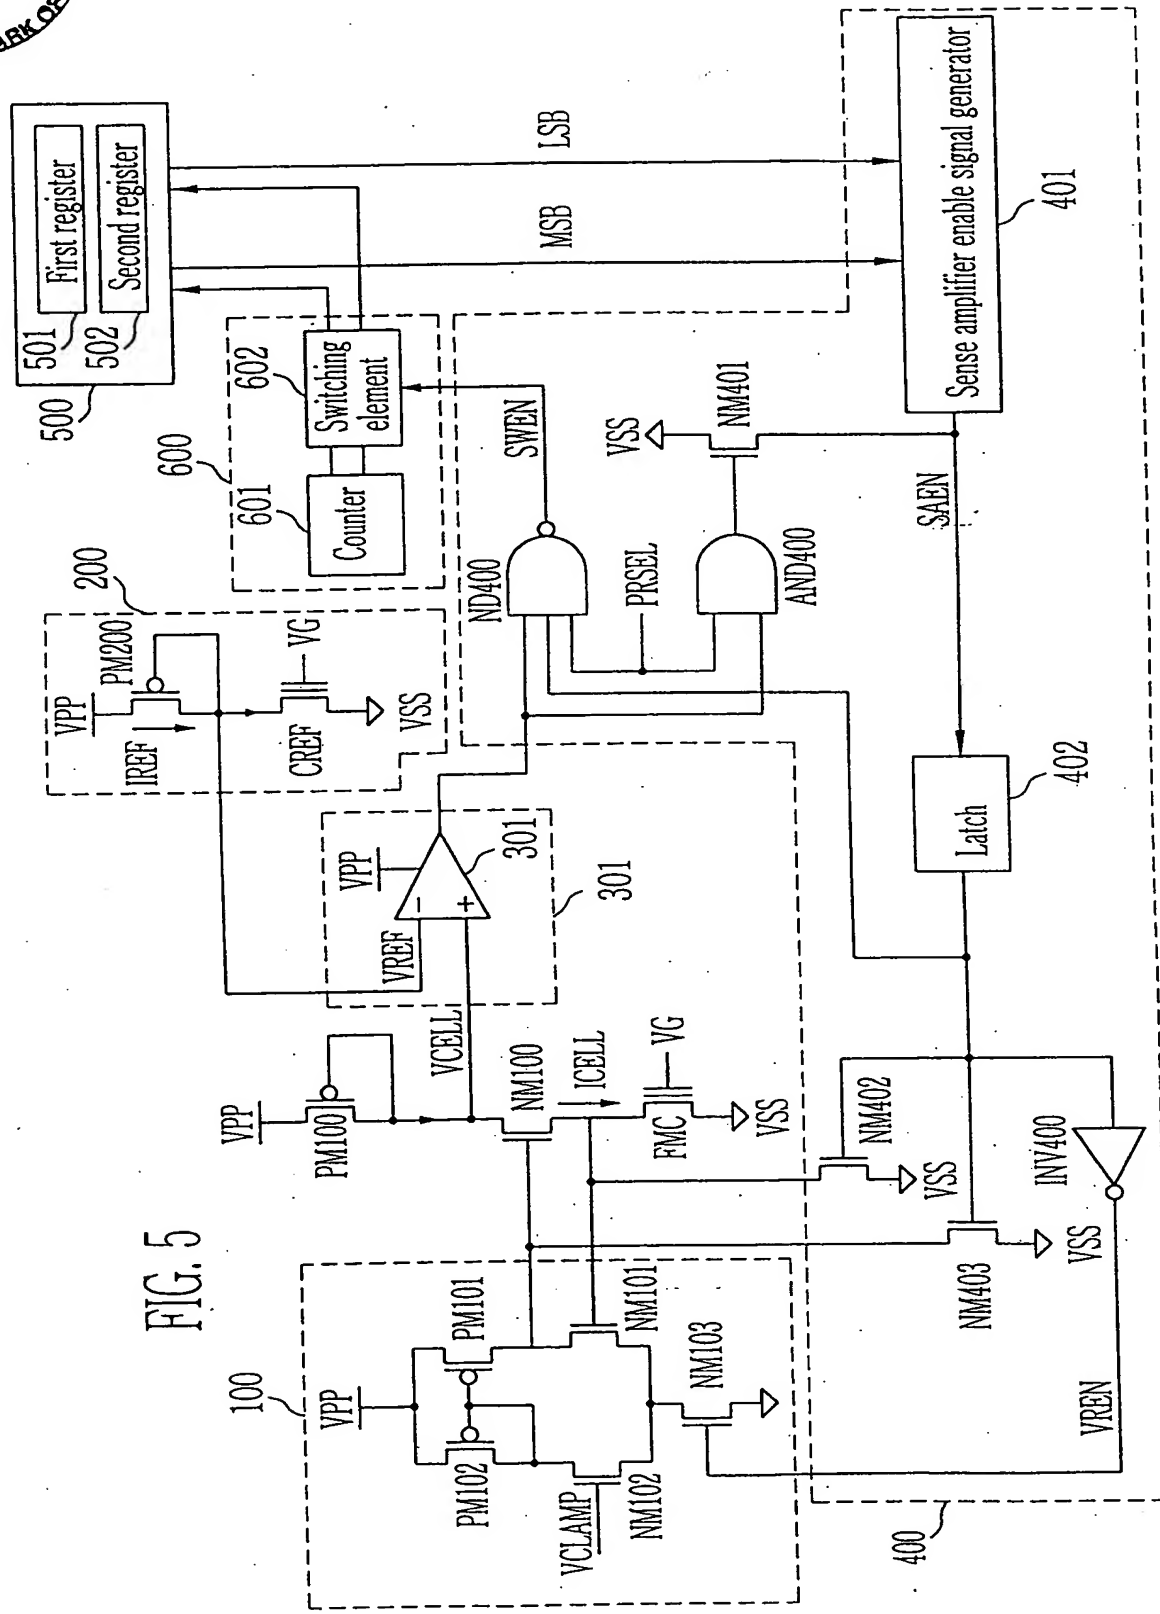 FIG. 5
100
VPP
PM102
PM101
VCLAMP
NM102
NM101
NM103
VPP
PM100
VCELL
NM100
ICELL
FMC
VG
VSS
VPP
VREF
−
+
301
301
200
VPP
PM200
IREF
CREF
VG
VSS
600
601
602
Counter
Switching
element
SWEN
500
501
502
First register
Second register
MSB
LSB
ND400
PRSEL
AND400
VSS
NM401
SAEN
Sense amplifier enable signal generator
401
Latch
402
NM402
VSS
NM403
VSS
INV400
VREN
400